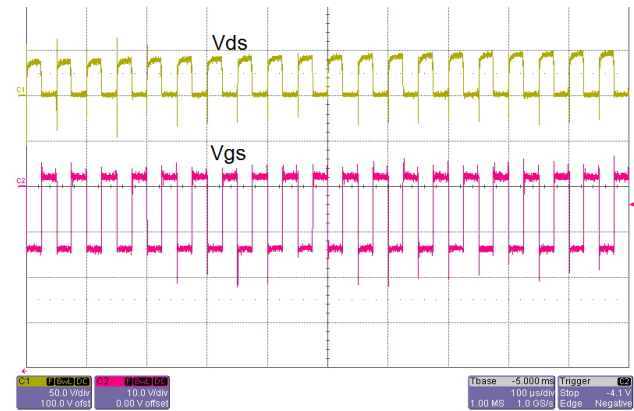 Vds
C1
Vgs
C2
C1 F BwL DC
50.0 V/div
100.0 V ofst
C2 F BwL DC
10.0 V/div
0.00 V offset
Tbase -5.000 ms
100 µs/div
1.00 MS 1.0 GS/s
Trigger C2
Stop -4.1 V
Edge Negative